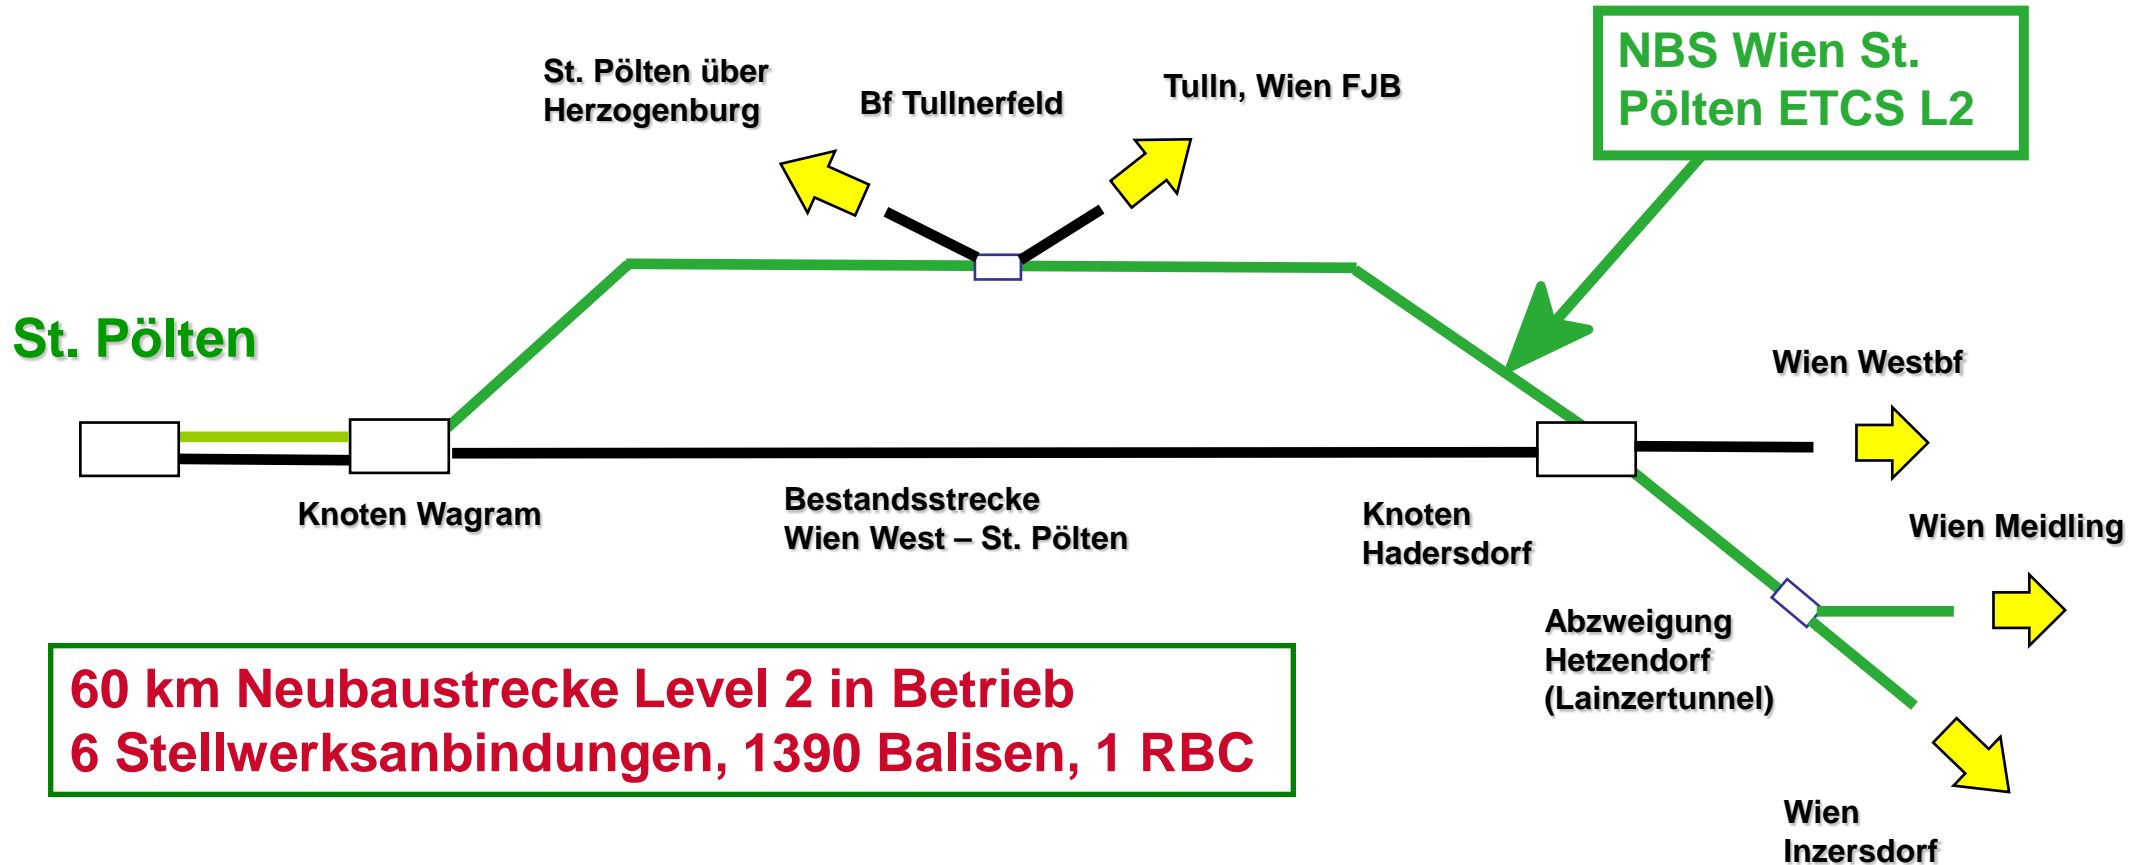 NBS Wien St.
Pölten ETCS L2
St. Pölten über
Herzogenburg
Bf Tullnerfeld
Tulln, Wien FJB
St. Pölten
Wien Westbf
Knoten Wagram
Bestandsstrecke
Wien West – St. Pölten
Knoten
Hadersdorf
Wien Meidling
Abzweigung
Hetzendorf
(Lainzertunnel)
60 km Neubaustrecke Level 2 in Betrieb
6 Stellwerksanbindungen, 1390 Balisen, 1 RBC
Wien
Inzersdorf